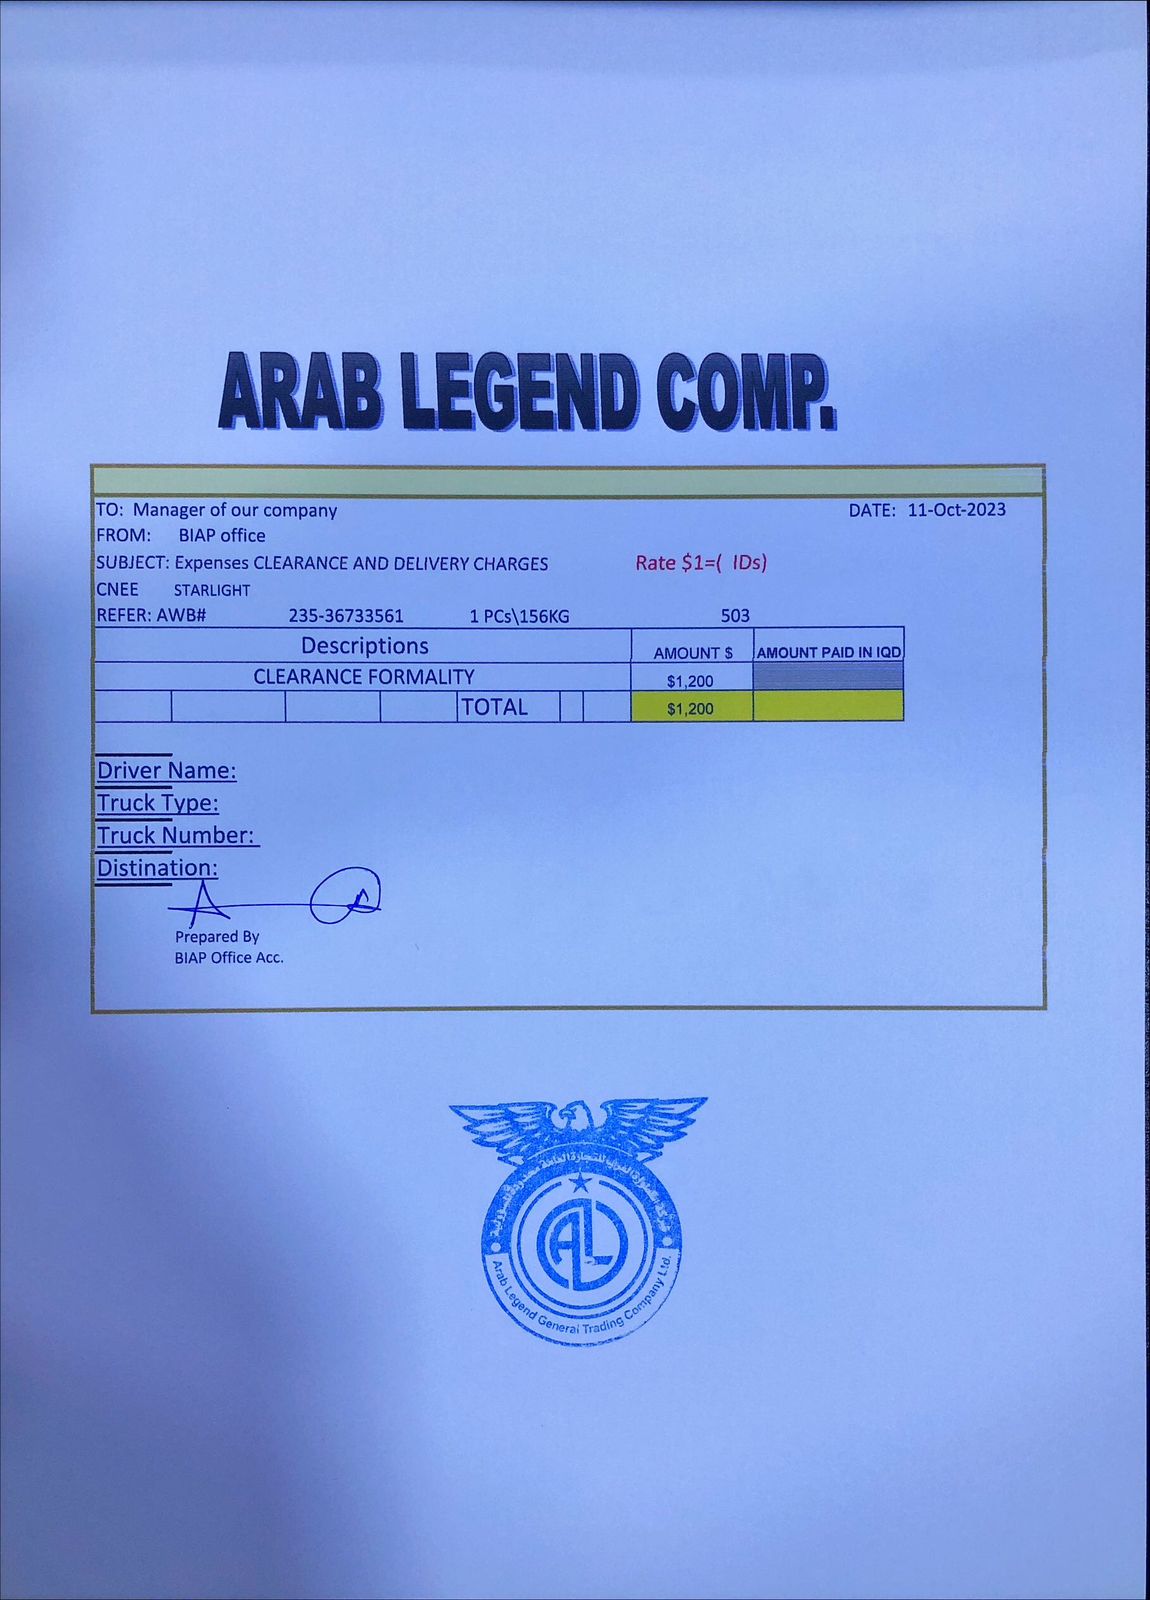 ARAB LEGEND COMP.
TO: Manager of our company DATE: 11-Oct-2023
FROM: BIAP office
SUBJECT: Expenses CLEARANCE AND DELIVERY CHARGES Rate $1=( IDs)
CNEE STARLIGHT
REFER: AWB# 235-36733561 1 PCs\156KG 503
Descriptions AMOUNT $ AMOUNT PAID IN IQD
CLEARANCE FORMALITY $1,200
TOTAL $1,200
Driver Name:
Truck Type:
Truck Number:
Distination:
Prepared By
BIAP Office Acc.
AL
Arab Legend General Trading Company Ltd.